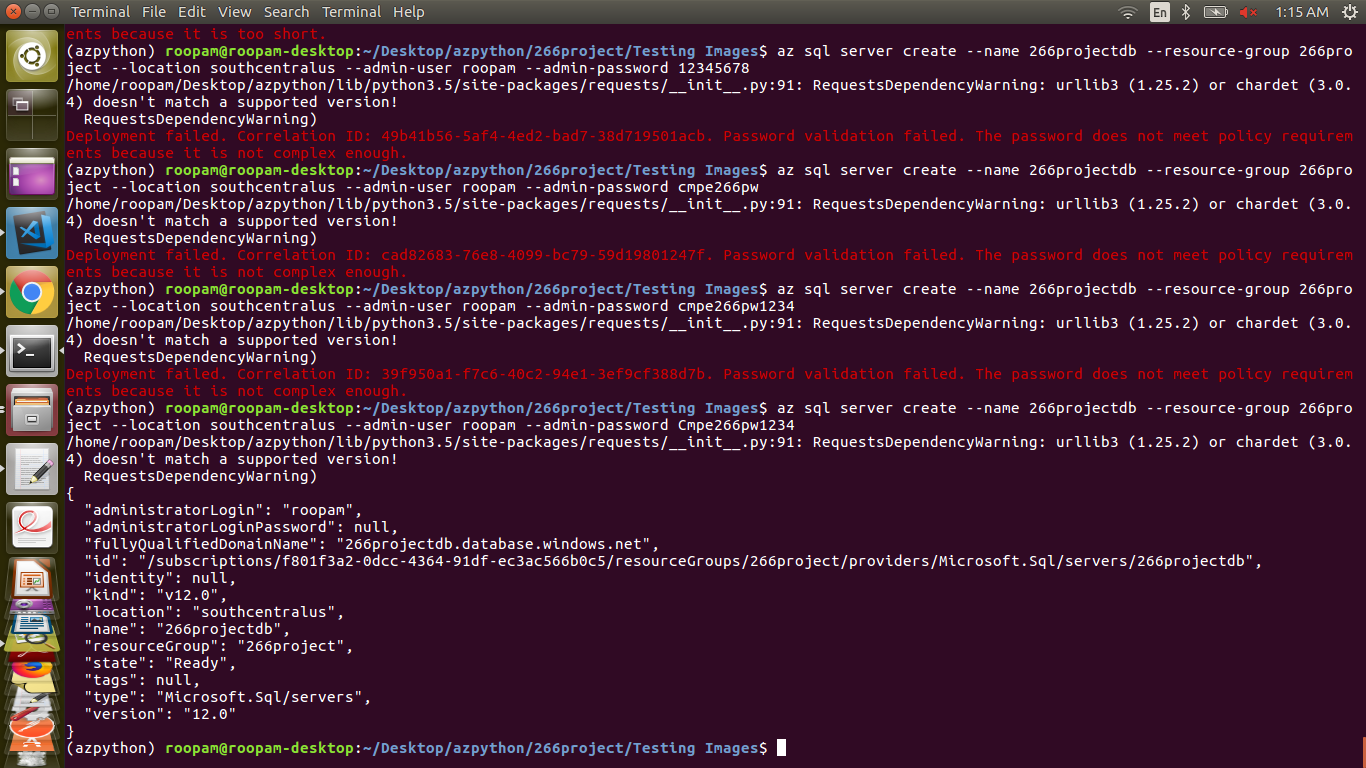 Terminal File Edit View Search Terminal Help En 1:15 AM
ents because it is too short.
(azpython) roopam@roopam-desktop:~/Desktop/azpython/266project/Testing Images$ az sql server create --name 266projectdb --resource-group 266pro
ject --location southcentralus --admin-user roopam --admin-password 12345678
/home/roopam/Desktop/azpython/lib/python3.5/site-packages/requests/__init__.py:91: RequestsDependencyWarning: urllib3 (1.25.2) or chardet (3.0.
4) doesn't match a supported version!
  RequestsDependencyWarning)
Deployment failed. Correlation ID: 49b41b56-5af4-4ed2-bad7-38d719501acb. Password validation failed. The password does not meet policy requirem
ents because it is not complex enough.
(azpython) roopam@roopam-desktop:~/Desktop/azpython/266project/Testing Images$ az sql server create --name 266projectdb --resource-group 266pro
ject --location southcentralus --admin-user roopam --admin-password cmpe266pw
/home/roopam/Desktop/azpython/lib/python3.5/site-packages/requests/__init__.py:91: RequestsDependencyWarning: urllib3 (1.25.2) or chardet (3.0.
4) doesn't match a supported version!
  RequestsDependencyWarning)
Deployment failed. Correlation ID: cad82683-76e8-4099-bc79-59d19801247f. Password validation failed. The password does not meet policy requirem
ents because it is not complex enough.
(azpython) roopam@roopam-desktop:~/Desktop/azpython/266project/Testing Images$ az sql server create --name 266projectdb --resource-group 266pro
ject --location southcentralus --admin-user roopam --admin-password cmpe266pw1234
/home/roopam/Desktop/azpython/lib/python3.5/site-packages/requests/__init__.py:91: RequestsDependencyWarning: urllib3 (1.25.2) or chardet (3.0.
4) doesn't match a supported version!
  RequestsDependencyWarning)
Deployment failed. Correlation ID: 39f950a1-f7c6-40c2-94e1-3ef9cf388d7b. Password validation failed. The password does not meet policy requirem
ents because it is not complex enough.
(azpython) roopam@roopam-desktop:~/Desktop/azpython/266project/Testing Images$ az sql server create --name 266projectdb --resource-group 266pro
ject --location southcentralus --admin-user roopam --admin-password Cmpe266pw1234
/home/roopam/Desktop/azpython/lib/python3.5/site-packages/requests/__init__.py:91: RequestsDependencyWarning: urllib3 (1.25.2) or chardet (3.0.
4) doesn't match a supported version!
  RequestsDependencyWarning)
{
  "administratorLogin": "roopam",
  "administratorLoginPassword": null,
  "fullyQualifiedDomainName": "266projectdb.database.windows.net",
  "id": "/subscriptions/f801f3a2-0dcc-4364-91df-ec3ac566b0c5/resourceGroups/266project/providers/Microsoft.Sql/servers/266projectdb",
  "identity": null,
  "kind": "v12.0",
  "location": "southcentralus",
  "name": "266projectdb",
  "resourceGroup": "266project",
  "state": "Ready",
  "tags": null,
  "type": "Microsoft.Sql/servers",
  "version": "12.0"
}
(azpython) roopam@roopam-desktop:~/Desktop/azpython/266project/Testing Images$